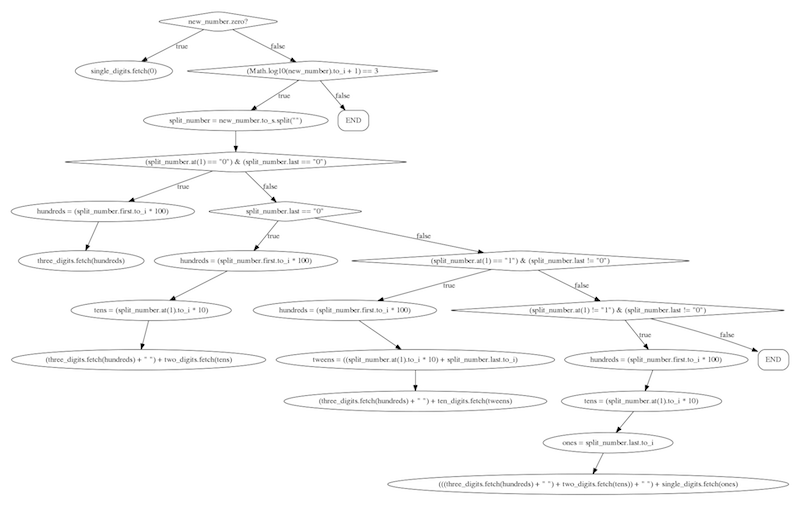 new_number.zero?
true
false
single_digits.fetch(0)
(Math.log10(new_number).to_i + 1) == 3
true
false
split_number = new_number.to_s.split("")
END
(split_number.at(1) == "0") & (split_number.last == "0")
true
false
hundreds = (split_number.first.to_i * 100)
split_number.last == "0"
true
false
three_digits.fetch(hundreds)
hundreds = (split_number.first.to_i * 100)
(split_number.at(1) == "1") & (split_number.last != "0")
true
false
tens = (split_number.at(1).to_i * 10)
hundreds = (split_number.first.to_i * 100)
(split_number.at(1) != "1") & (split_number.last != "0")
true
false
(three_digits.fetch(hundreds) + " ") + two_digits.fetch(tens)
tweens = ((split_number.at(1).to_i * 10) + split_number.last.to_i)
hundreds = (split_number.first.to_i * 100)
END
(three_digits.fetch(hundreds) + " ") + ten_digits.fetch(tweens)
tens = (split_number.at(1).to_i * 10)
ones = split_number.last.to_i
(((three_digits.fetch(hundreds) + " ") + two_digits.fetch(tens)) + " ") + single_digits.fetch(ones)